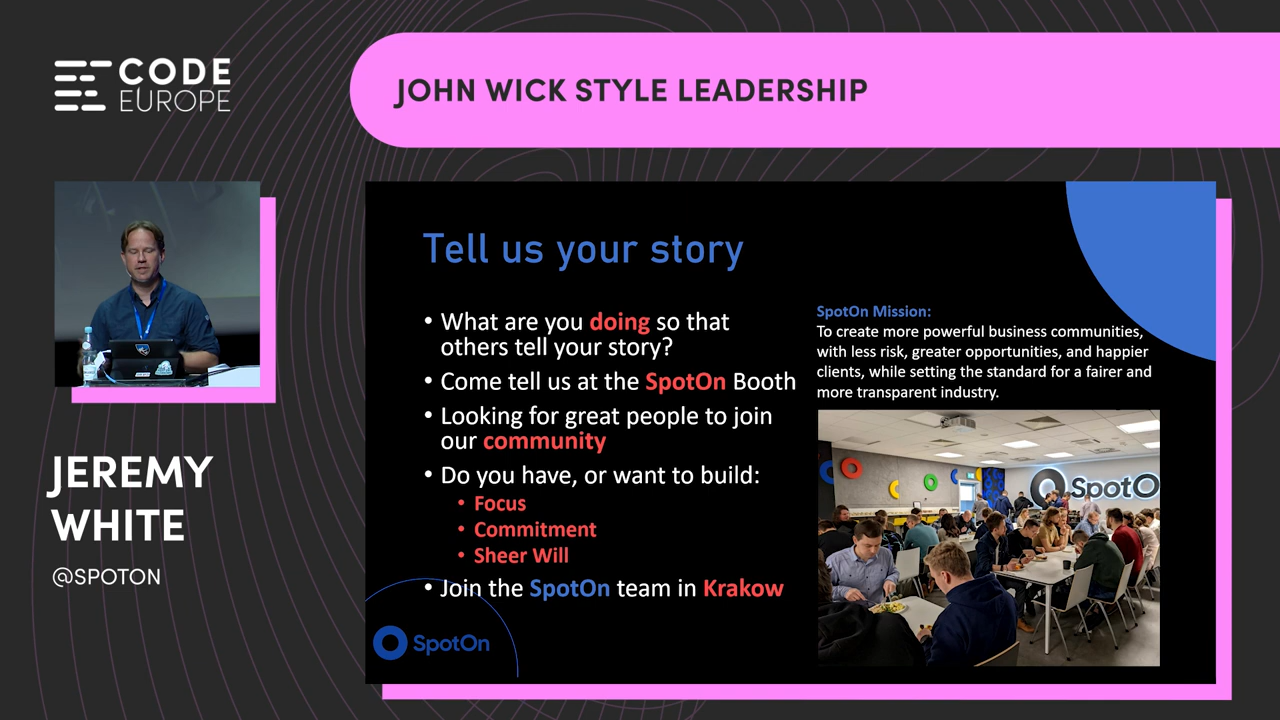 CODE
EUROPE
JOHN WICK STYLE LEADERSHIP
JEREMY
WHITE
@SPOTON
Tell us your story
• What are you doing so that
others tell your story?
• Come tell us at the SpotOn Booth
• Looking for great people to join
our community
• Do you have, or want to build:
• Focus
• Commitment
• Sheer Will
• Join the SpotOn team in Krakow
SpotOn
SpotOn Mission:
To create more powerful business communities,
with less risk, greater opportunities, and happier
clients, while setting the standard for a fairer and
more transparent industry.
SpotO